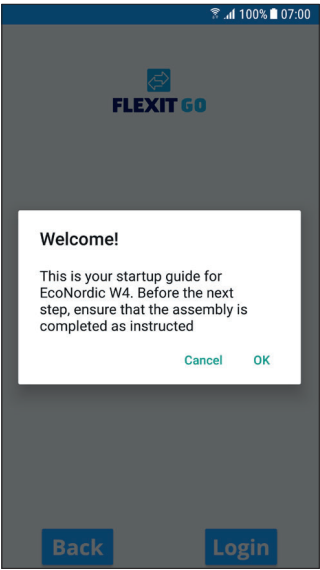 100% 07:00
FLEXIT GO
Welcome!
This is your startup guide for
EcoNordic W4. Before the next
step, ensure that the assembly is
completed as instructed
Cancel OK
Back Login